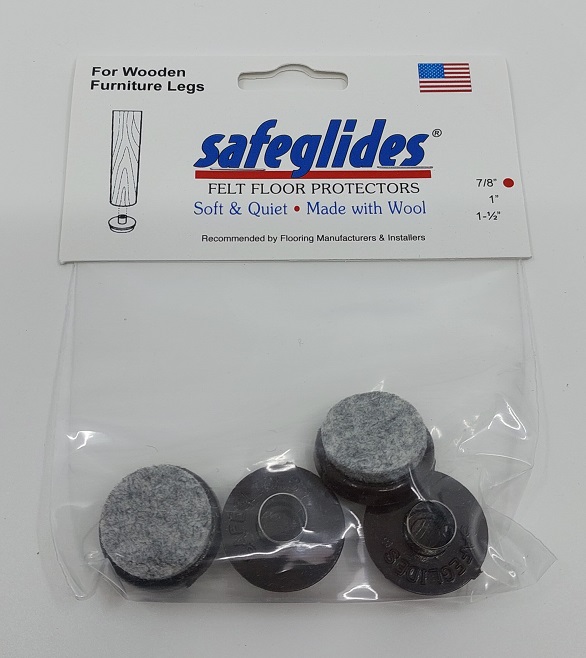 For Wooden
Furniture Legs
safeglides®
FELT FLOOR PROTECTORS
Soft & Quiet • Made with Wool
Recommended by Flooring Manufacturers & Installers
7/8" ●
1"
1-½"